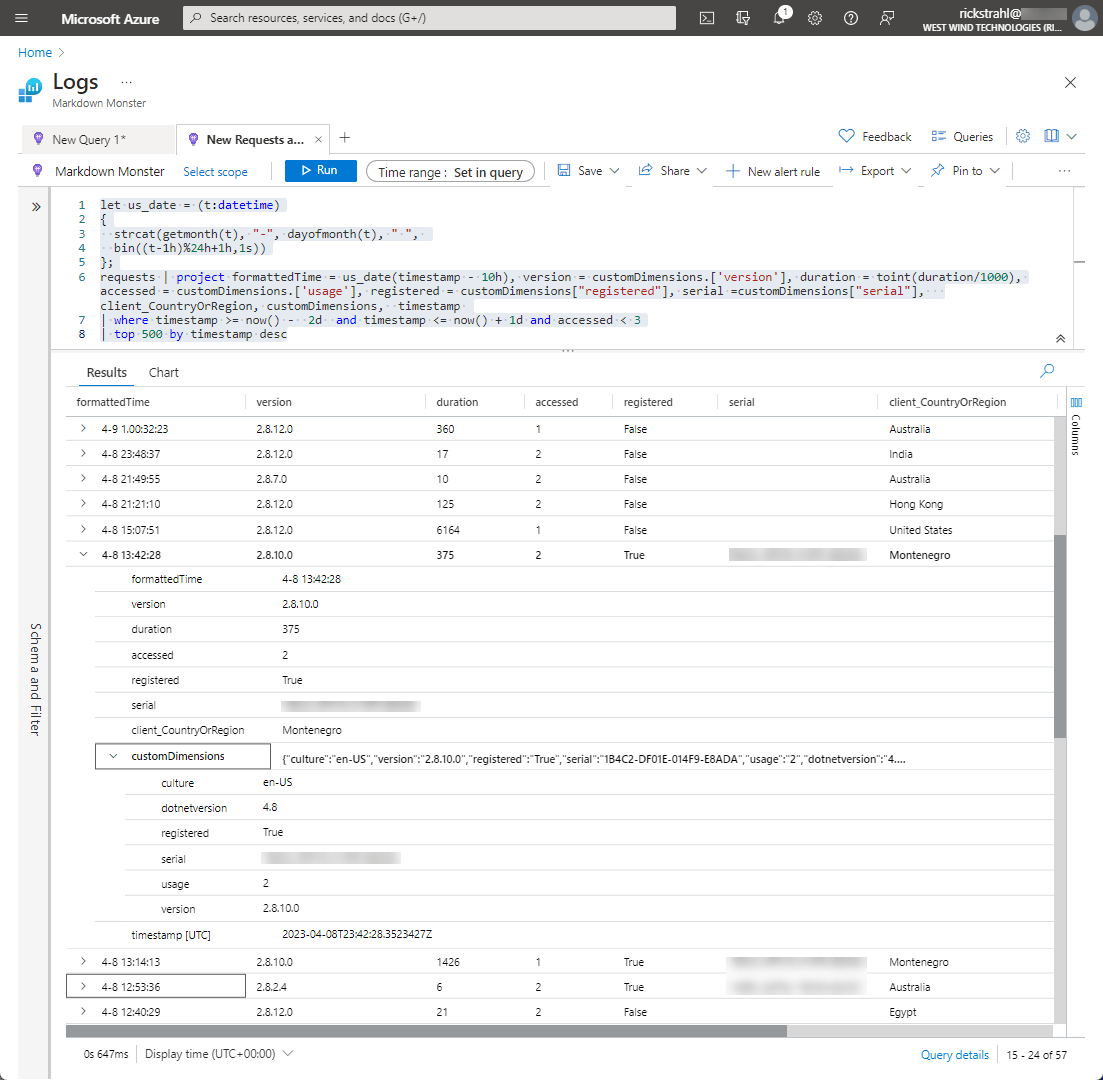 Microsoft Azure
Search resources, services, and docs (G+/)
1
rickstrahl@
WEST WIND TECHNOLOGIES (RI...
Home
Logs ...
Markdown Monster
New Query 1*
New Requests a...
Feedback
Queries
Markdown Monster
Select scope
Run
Time range : Set in query
Save
Share
New alert rule
Export
Pin to
...
1 let us_date = (t:datetime)
2 {
3 strcat(getmonth(t), "-", dayofmonth(t), " ",
4 bin((t-1h)%24h+1h,1s))
5 };
6 requests | project formattedTime = us_date(timestamp - 10h), version = customDimensions.['version'], duration = toint(duration/1000),
accessed = customDimensions.['usage'], registered = customDimensions["registered"], serial =customDimensions["serial"],
client_CountryOrRegion, customDimensions, timestamp
7 | where timestamp >= now() - 2d and timestamp <= now() + 1d and accessed < 3
8 | top 500 by timestamp desc
Schema and Filter
Results Chart
formattedTime version duration accessed registered serial client_CountryOrRegion
Columns
4-9 1.00:32:23 2.8.12.0 360 1 False Australia
4-8 23:48:37 2.8.12.0 17 2 False India
4-8 21:49:55 2.8.7.0 10 2 False Australia
4-8 21:21:10 2.8.12.0 125 2 False Hong Kong
4-8 15:07:51 2.8.12.0 6164 1 False United States
4-8 13:42:28 2.8.10.0 375 2 True Montenegro
formattedTime 4-8 13:42:28
version 2.8.10.0
duration 375
accessed 2
registered True
serial
client_CountryOrRegion Montenegro
customDimensions {"culture":"en-US","version":"2.8.10.0","registered":"True","serial":"1B4C2-DF01E-014F9-E8ADA","usage":"2","dotnetversion":"4....
culture en-US
dotnetversion 4.8
registered True
serial
usage 2
version 2.8.10.0
timestamp [UTC] 2023-04-08T23:42:28.3523427Z
4-8 13:14:13 2.8.10.0 1426 1 True Montenegro
4-8 12:53:36 2.8.2.4 6 2 True Australia
4-8 12:40:29 2.8.12.0 21 2 False Egypt
0s 647ms
Display time (UTC+00:00)
Query details
15 - 24 of 57